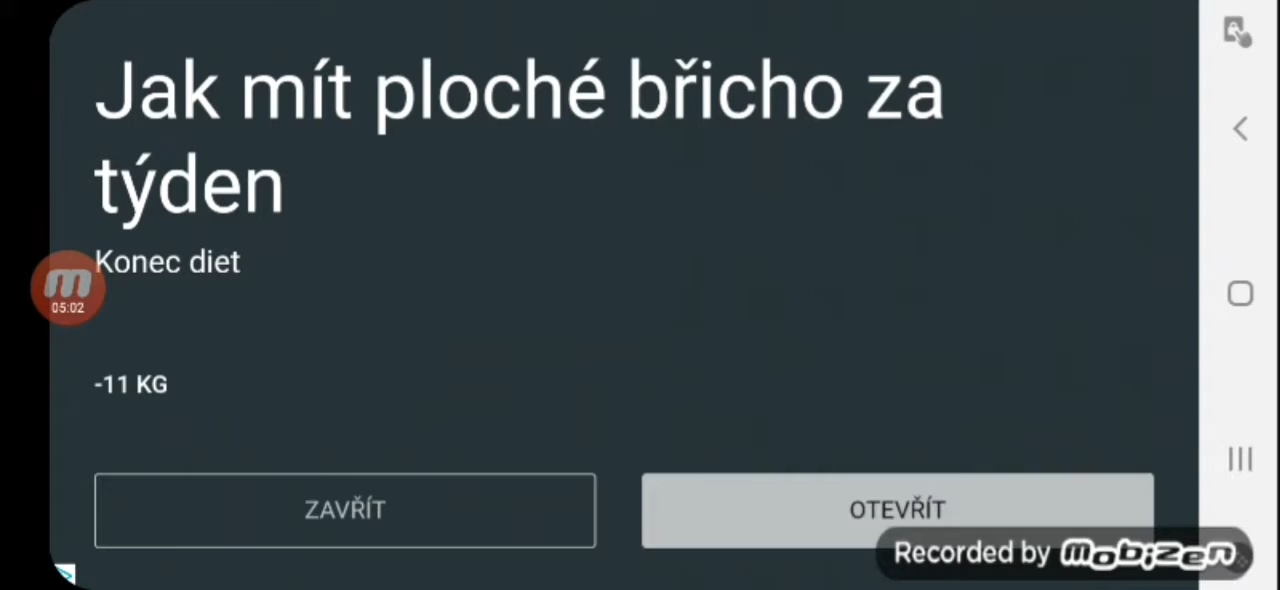 Jak mít ploché břicho za
týden
Konec diet
m
05:02
-11 KG
ZAVŘÍT
OTEVŘÍT
Recorded by mobizen